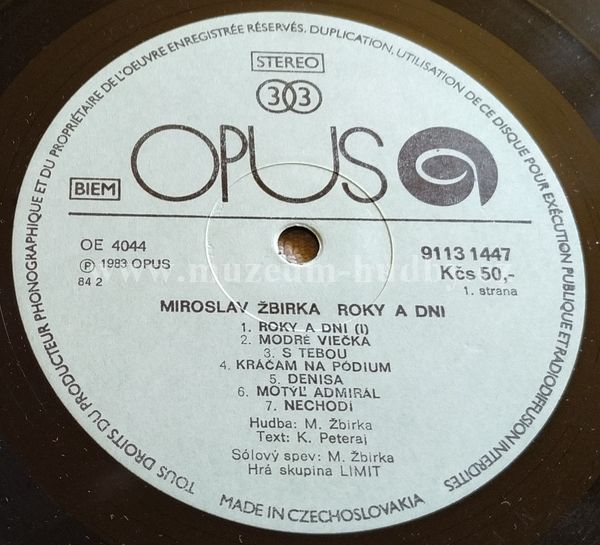 TOUS DROITS DU PRODUCTEUR PHONOGRAPHIQUE ET DU PROPRIÉTAIRE DE L'OEUVRE ENREGISTRÉE RÉSERVÉS. DUPLICATION, UTILISATION DE CE DISQUE POUR EXÉCUTION PUBLIQUE ET RADIODIFFUSION INTERDITES
STEREO
33
OPUS
BIEM
OE 4044
℗ 1983 OPUS
84 2
9113 1447
Kčs 50,-
1. strana
www.muzeum-hudby
MIROSLAV ŽBIRKA ROKY A DNI
1. ROKY A DNI (I)
2. MODRÉ VIEČKA
3. S TEBOU
4. KRÁČAM NA PÓDIUM
5. DENISA
6. MOTÝĽ ADMIRÁL
7. NECHODÍ
Hudba: M. Žbirka
Text: K. Peteraj
Sólový spev: M. Žbirka
Hrá skupina LIMIT
MADE IN CZECHOSLOVAKIA